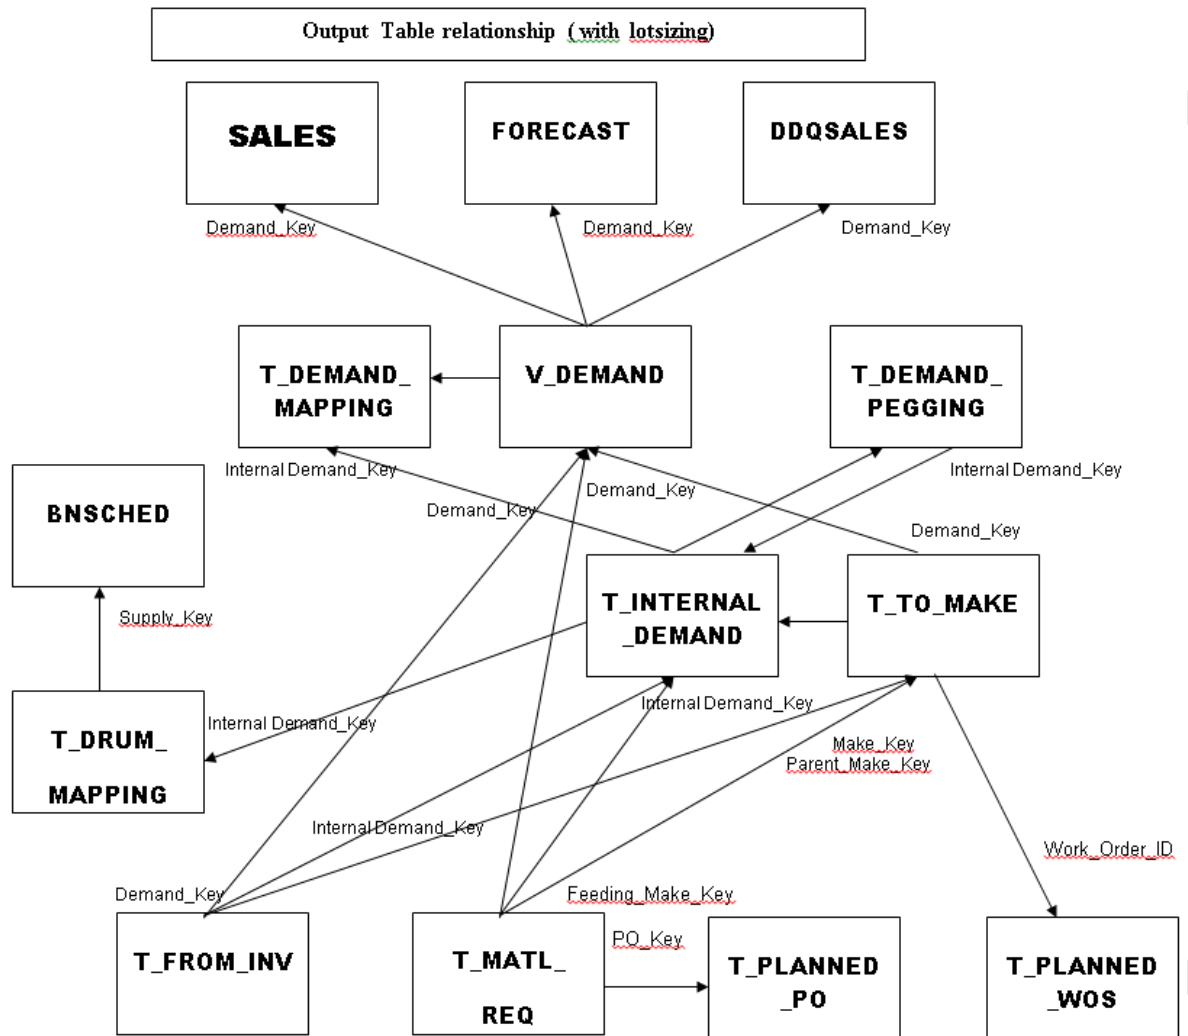 Output Table relationship ( with lotsizing)
SALES
FORECAST
DDQSALES
Demand_Key
Demand_Key
Demand_Key
T_DEMAND_
MAPPING
V_DEMAND
T_DEMAND_
PEGGING
Internal Demand_Key
Demand_Key
Demand_Key
Internal Demand_Key
Demand_Key
BNSCHED
Supply_Key
T_INTERNAL
_DEMAND
T_TO_MAKE
T_DRUM_
MAPPING
Internal Demand_Key
Internal Demand_Key
Make_Key
Parent_Make_Key
Internal Demand_Key
Work_Order_ID
Demand_Key
Feeding_Make_Key
PO_Key
T_FROM_INV
T_MATL_
REQ
T_PLANNED
_PO
T_PLANNED
_WOS